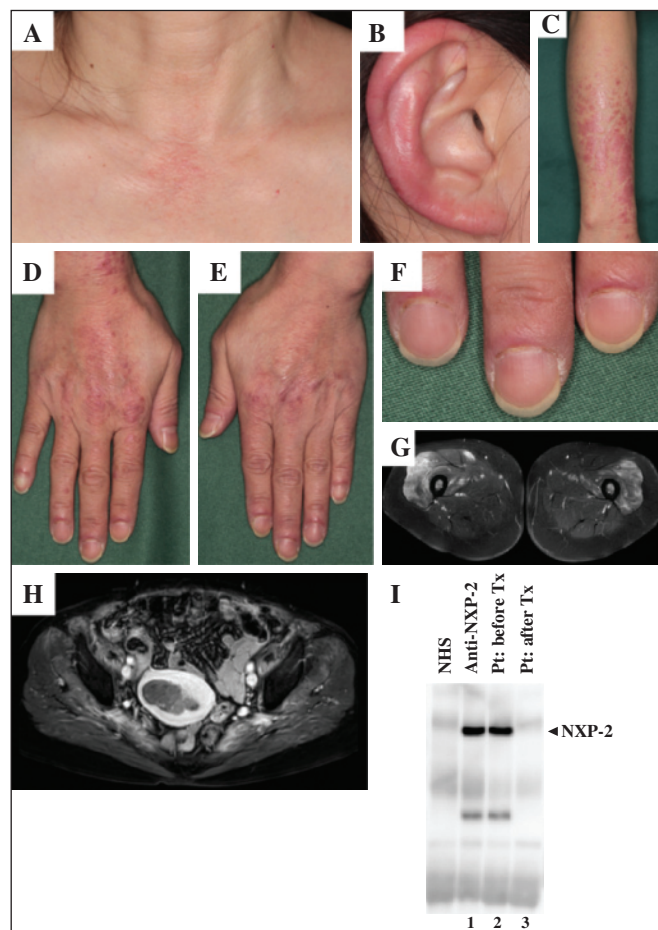 A
B
C
D
E
F
G
H
I
NHS
Anti-NXP-2
Pt: before Tx
Pt: after Tx
NXP-2
1
2
3